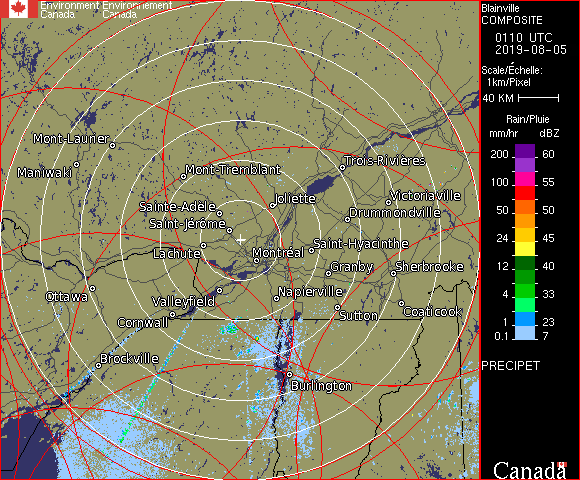 Environment Environnement
Canada Canada
Blainville
COMPOSITE
0110 UTC
2019-08-05
Scale/Échelle:
1km/Pixel
40 KM
Rain/Pluie
mm/hr dBZ
200 60
100 55
50 50
24 45
12 40
4 33
1 23
0.1 7
PRECIPET
Mont-Laurier
Maniwaki
Mont-Tremblant
Trois-Rivières
Sainte-Adele
Joliette
Victoriaville
Saint-Jérome
Drummondville
Lachute
Montréal
Saint-Hyacinthe
Granby
Sherbrooke
Ottawa
Valleyfield
Napierville
Cornwall
Sutton
Coaticook
Brockville
Burlington
Canada